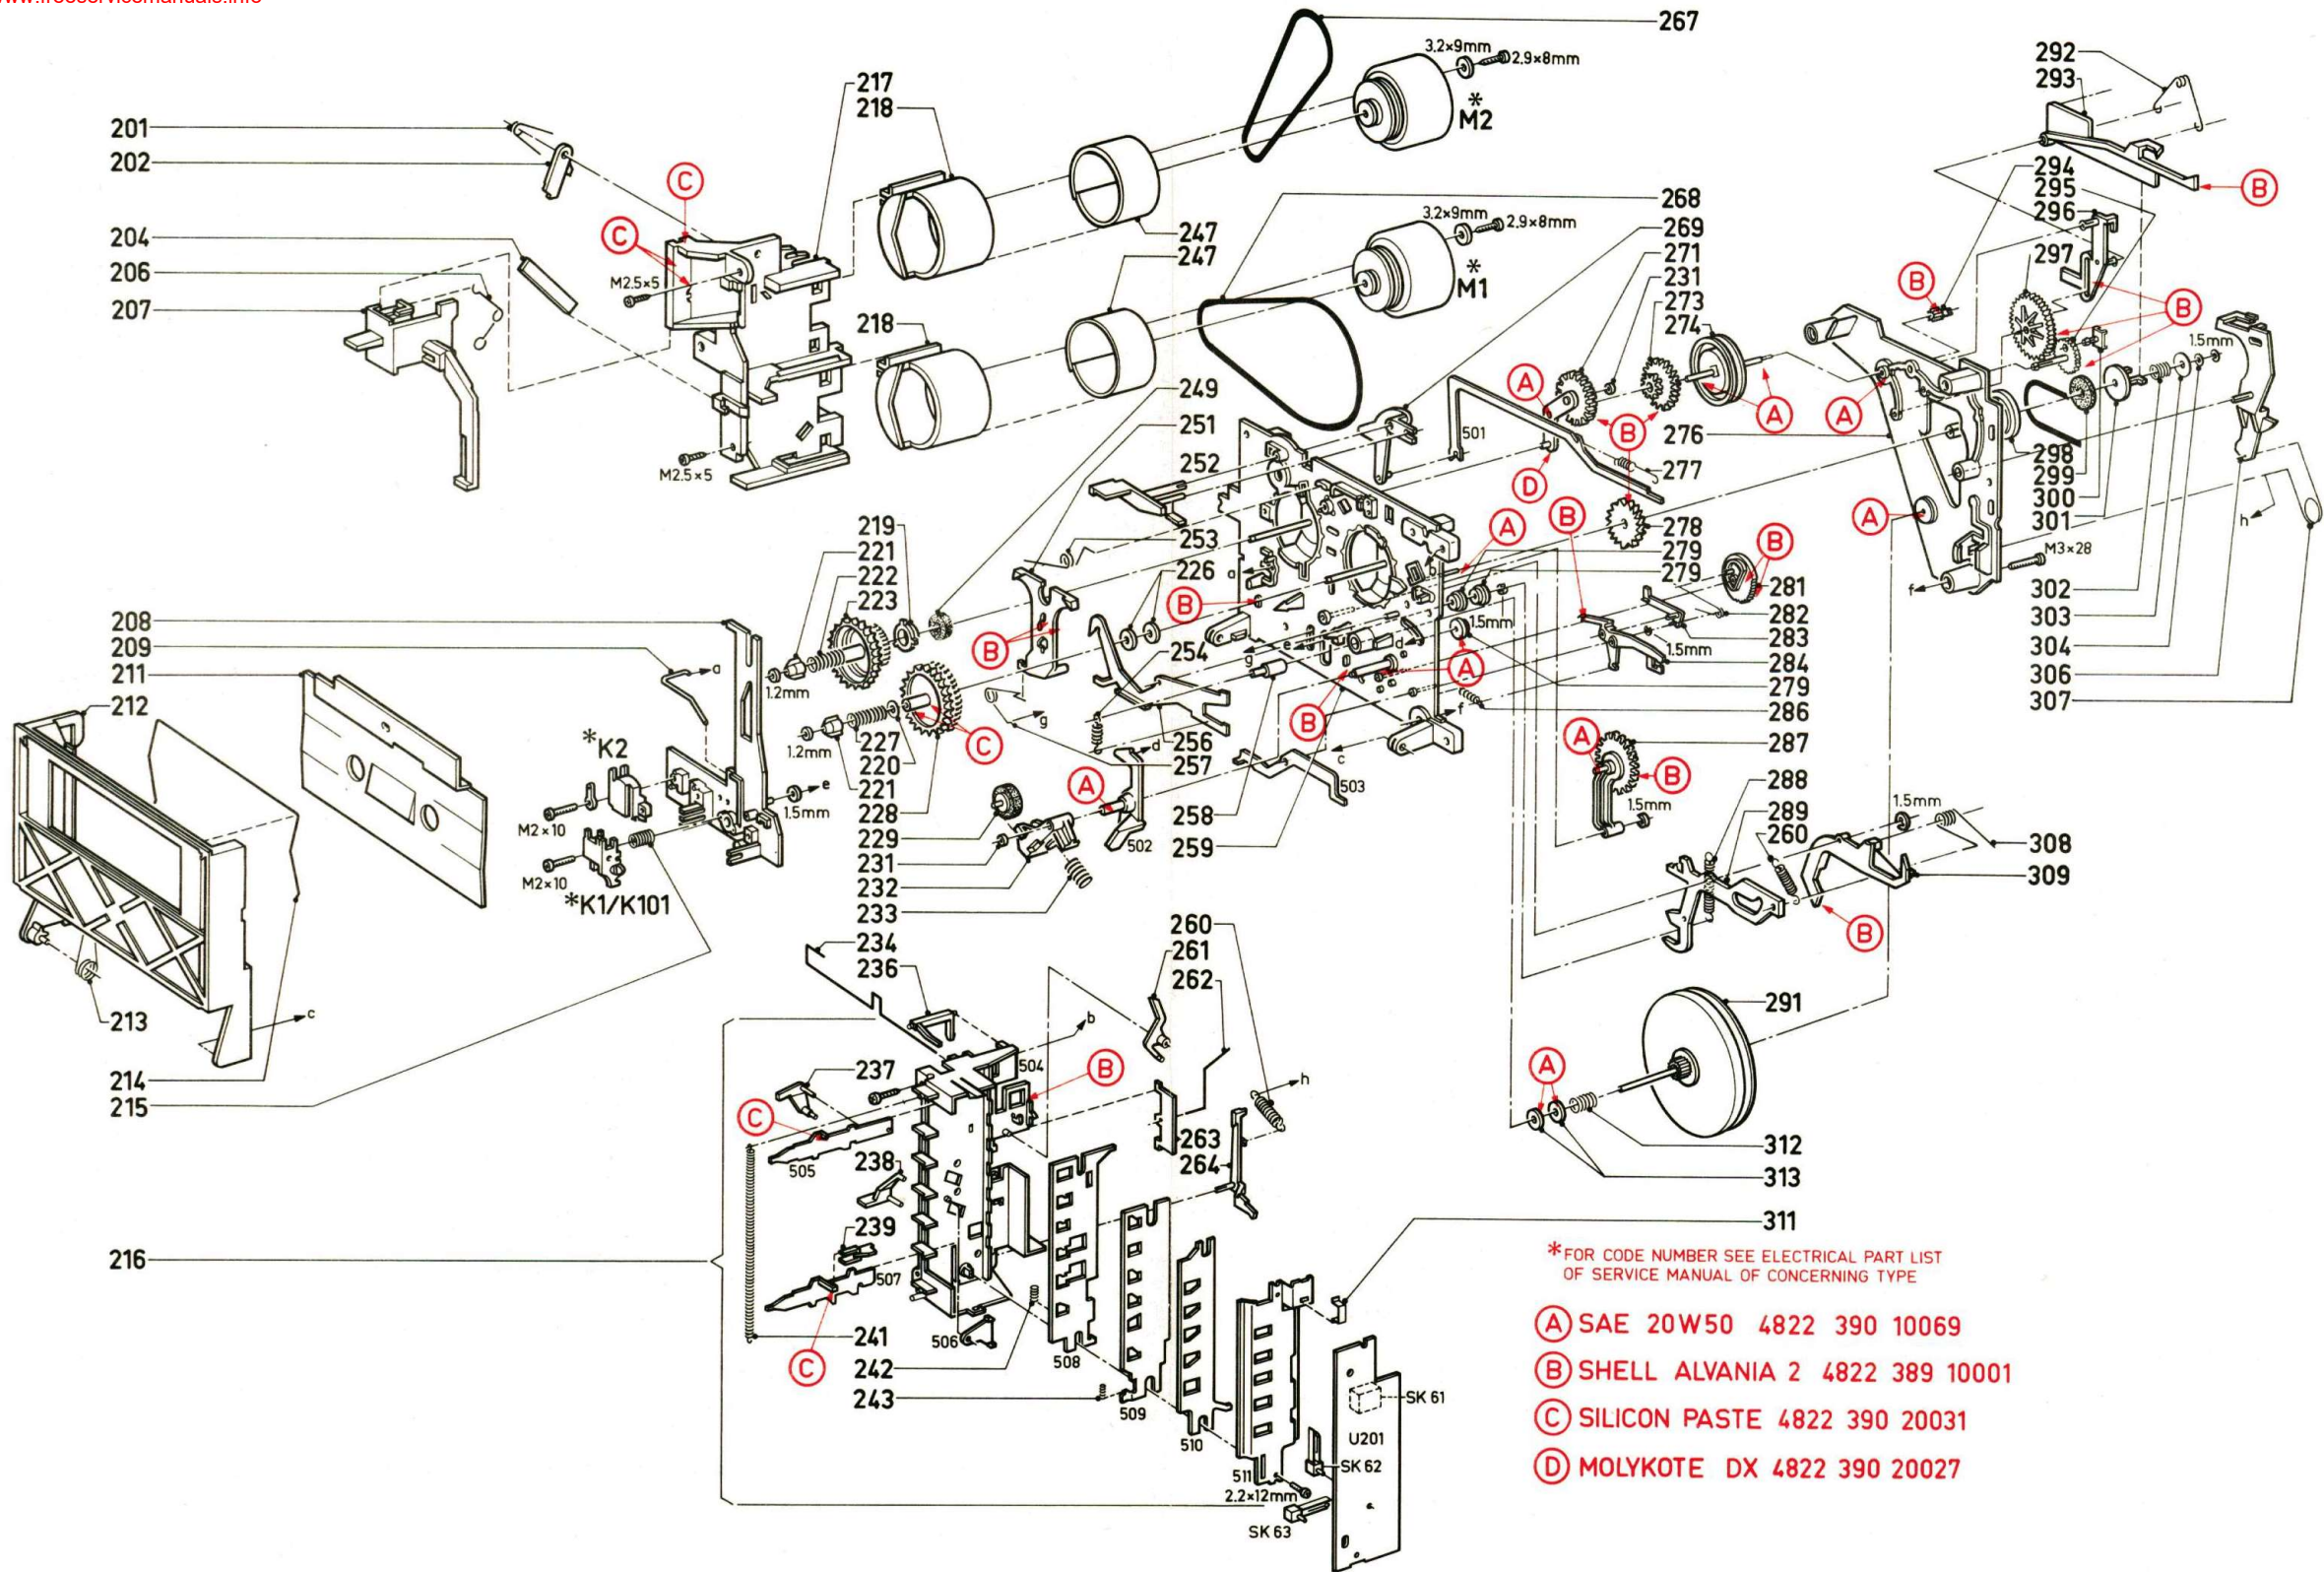 201
202
204
206
207
217
218
C
C
M2.5×5
218
M2.5×5
247
247
267
3.2×9mm
2.9×8mm
*
M2
268
3.2×9mm
2.9×8mm
*
M1
269
271
231
273
274
A
B
A
501
D
276
277
278
279
279
A
B
B
281
282
283
284
1.5mm
1.5mm
279
286
292
293
B
294
295
296
297
B
B
1.5mm
A
298
299
300
301
A
h
M3×28
f
302
303
304
306
307
249
251
252
253
226
B
B
254
a
b
g
e
d
A
B
f
c
256
257
258
259
503
208
209
211
212
a
219
221
222
223
1.2mm
1.2mm
227
220
221
228
C
g
d
A
229
231
232
233
502
*K2
M2×10
M2×10
*K1/K101
1.5mm
e
213
c
214
215
287
A
B
1.5mm
288
289
260
1.5mm
308
309
B
291
A
312
313
234
236
237
C
505
238
239
507
C
241
242
243
216
b
504
B
506
260
261
262
h
263
264
508
509
510
511
2.2×12mm
311
SK 61
U201
SK 62
SK 63
*FOR CODE NUMBER SEE ELECTRICAL PART LIST
OF SERVICE MANUAL OF CONCERNING TYPE
A SAE 20W50 4822 390 10069
B SHELL ALVANIA 2 4822 389 10001
C SILICON PASTE 4822 390 20031
D MOLYKOTE DX 4822 390 20027